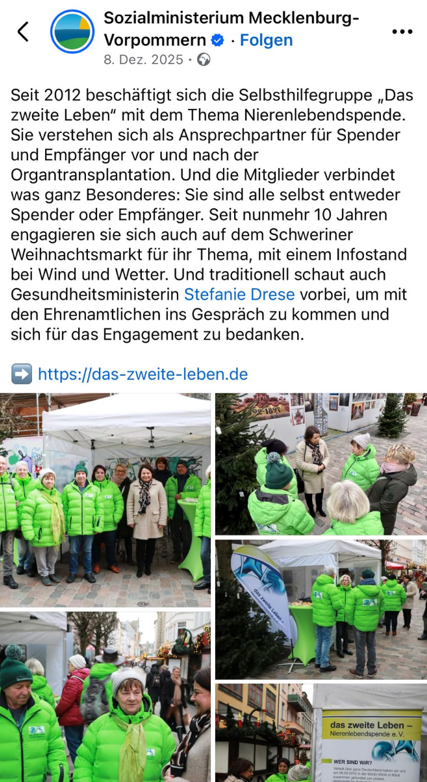 Sozialministerium Mecklenburg-
Vorpommern · Folgen
8. Dez. 2025 ·
Seit 2012 beschäftigt sich die Selbsthilfegruppe „Das
zweite Leben“ mit dem Thema Nierenlebendspende.
Sie verstehen sich als Ansprechpartner für Spender
und Empfänger vor und nach der
Organtransplantation. Und die Mitglieder verbindet
was ganz Besonderes: Sie sind alle selbst entweder
Spender oder Empfänger. Seit nunmehr 10 Jahren
engagieren sie sich auch auf dem Schweriner
Weihnachtsmarkt für ihr Thema, mit einem Infostand
bei Wind und Wetter. Und traditionell schaut auch
Gesundheitsministerin Stefanie Drese vorbei, um mit
den Ehrenamtlichen ins Gespräch zu kommen und
sich für das Engagement zu bedanken.
➡️ https://das-zweite-leben.de
das zweite Leben
das zweite Leben –
Nierenlebendspende e. V.
WER SIND WIR?